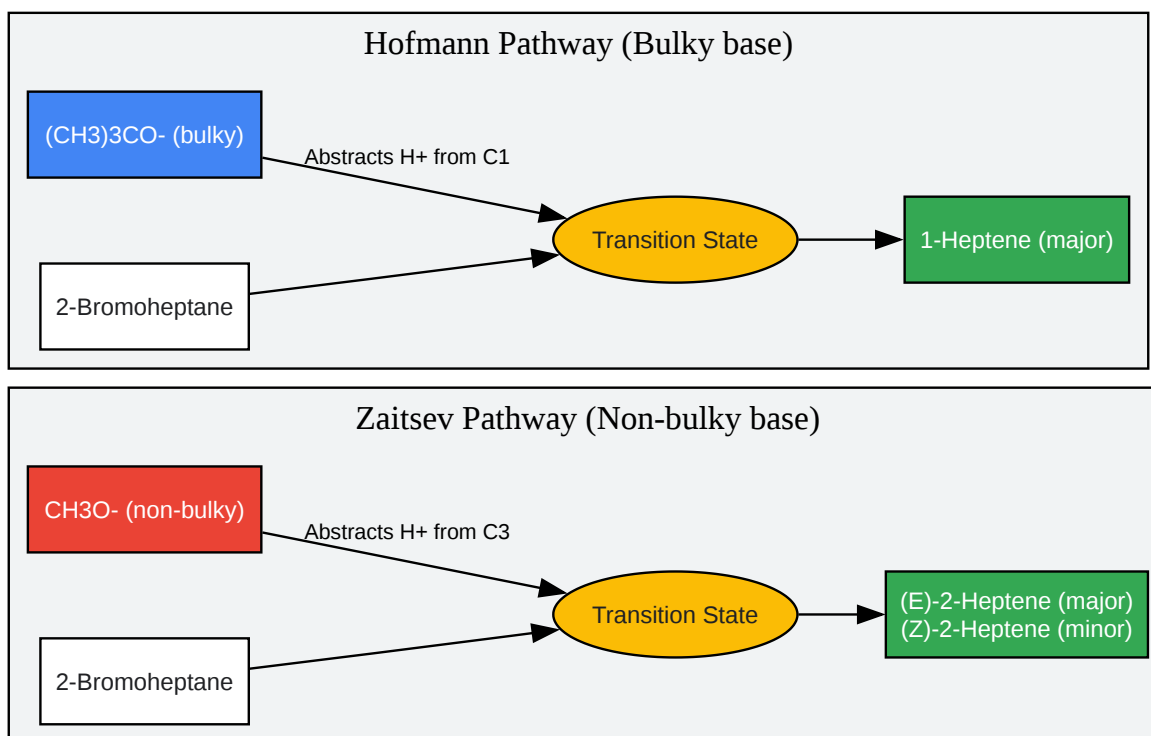 Hofmann Pathway (Bulky base)
(CH3)3CO- (bulky)
Abstracts H+ from C1
Transition State
1-Heptene (major)
2-Bromoheptane
Zaitsev Pathway (Non-bulky base)
CH3O- (non-bulky)
Abstracts H+ from C3
Transition State
(E)-2-Heptene (major)
(Z)-2-Heptene (minor)
2-Bromoheptane